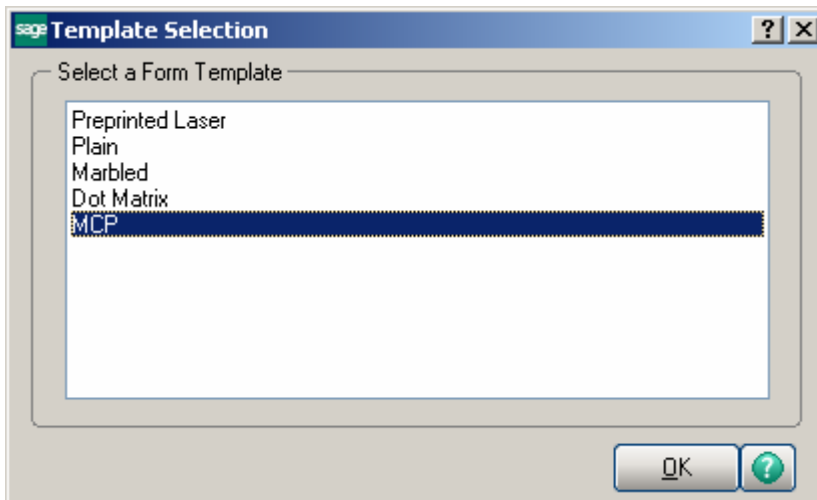 sage Template Selection
Select a Form Template
Preprinted Laser
Plain
Marbled
Dot Matrix
MCP
OK